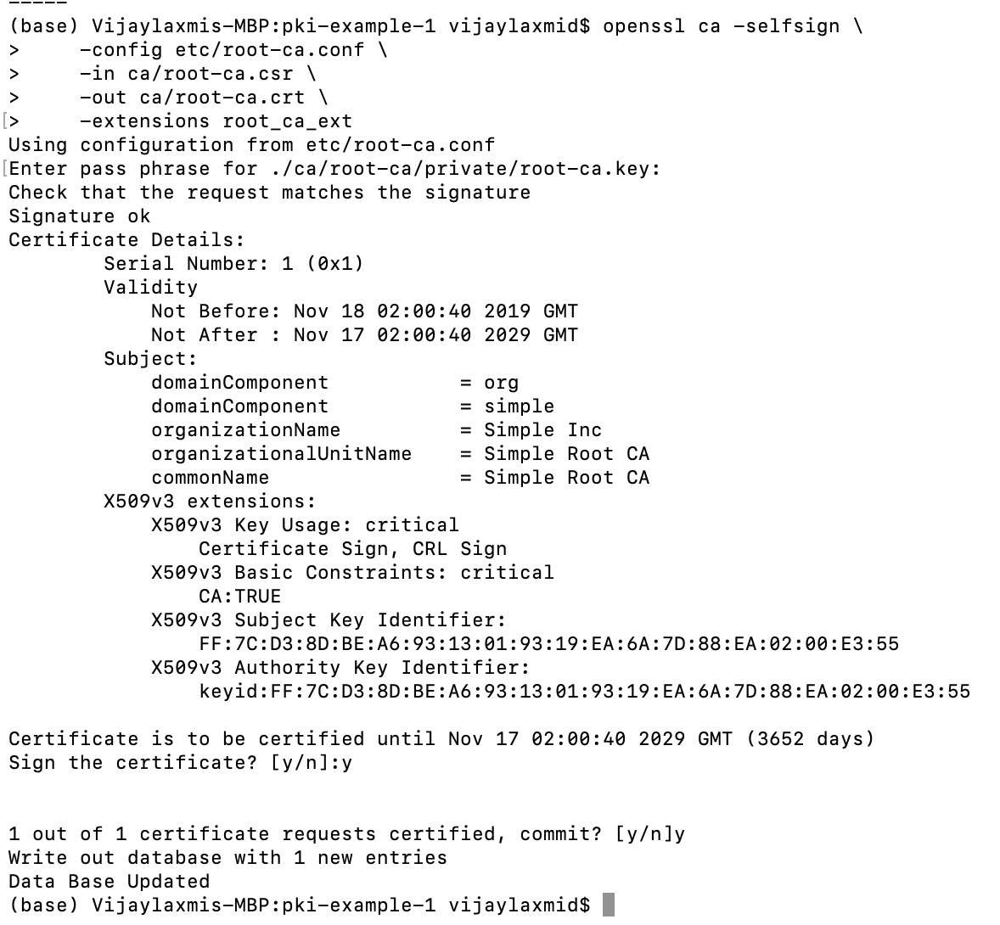 -----
(base) Vijaylaxmis-MBP:pki-example-1 vijaylaxmid$ openssl ca -selfsign \
>     -config etc/root-ca.conf \
>     -in ca/root-ca.csr \
>     -out ca/root-ca.crt \
[>     -extensions root_ca_ext
Using configuration from etc/root-ca.conf
[Enter pass phrase for ./ca/root-ca/private/root-ca.key:
Check that the request matches the signature
Signature ok
Certificate Details:
        Serial Number: 1 (0x1)
        Validity
            Not Before: Nov 18 02:00:40 2019 GMT
            Not After : Nov 17 02:00:40 2029 GMT
        Subject:
            domainComponent           = org
            domainComponent           = simple
            organizationName          = Simple Inc
            organizationalUnitName    = Simple Root CA
            commonName                = Simple Root CA
        X509v3 extensions:
            X509v3 Key Usage: critical
                Certificate Sign, CRL Sign
            X509v3 Basic Constraints: critical
                CA:TRUE
            X509v3 Subject Key Identifier:
                FF:7C:D3:8D:BE:A6:93:13:01:93:19:EA:6A:7D:88:EA:02:00:E3:55
            X509v3 Authority Key Identifier:
                keyid:FF:7C:D3:8D:BE:A6:93:13:01:93:19:EA:6A:7D:88:EA:02:00:E3:55

Certificate is to be certified until Nov 17 02:00:40 2029 GMT (3652 days)
Sign the certificate? [y/n]:y


1 out of 1 certificate requests certified, commit? [y/n]y
Write out database with 1 new entries
Data Base Updated
(base) Vijaylaxmis-MBP:pki-example-1 vijaylaxmid$